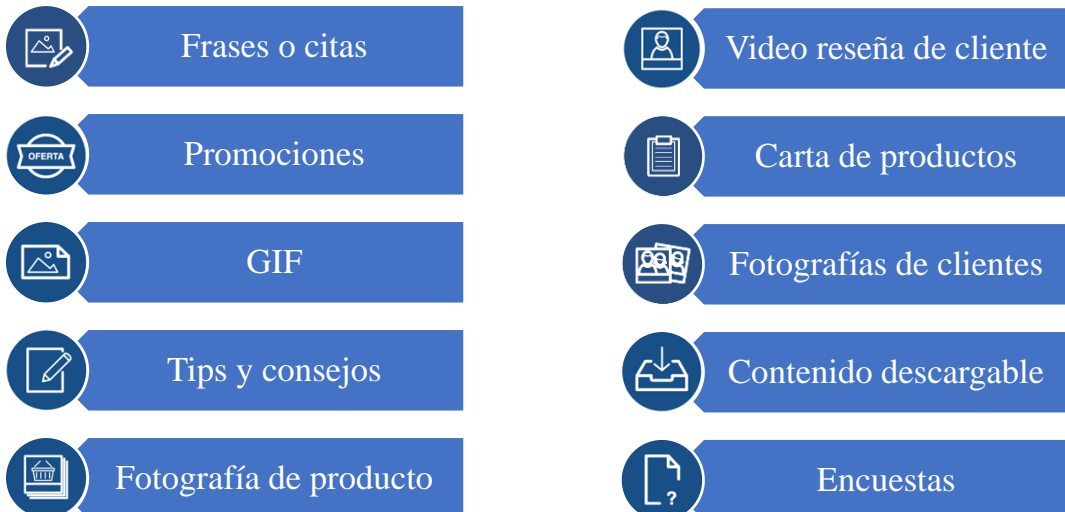 Frases o citas
OFERTA
Promociones
GIF
Tips y consejos
Fotografía de producto
Video reseña de cliente
Carta de productos
Fotografías de clientes
Contenido descargable
?
Encuestas